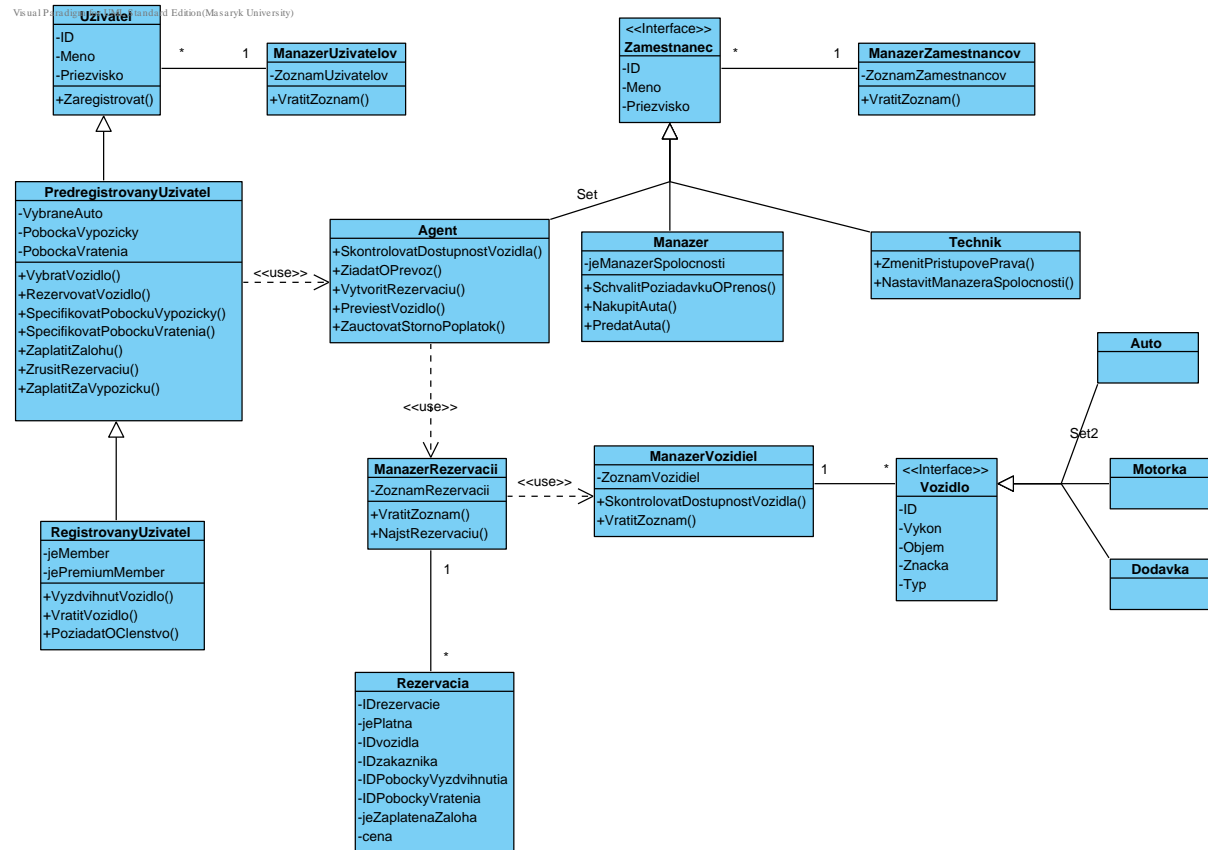 Visual Paradigm for UML Standard Edition(Masaryk University)
Uzivatel
-ID
-Meno
-Priezvisko
+Zaregistrovat()
*
1
ManazerUzivatelov
-ZoznamUzivatelov
+VratitZoznam()
<<Interface>>
Zamestnanec
-ID
-Meno
-Priezvisko
*
1
ManazerZamestnancov
-ZoznamZamestnancov
+VratitZoznam()
PredregistrovanyUzivatel
-VybraneAuto
-PobockaVypozicky
-PobockaVratenia
+VybratVozidlo()
+RezervovatVozidlo()
+SpecifikovatPobockuVypozicky()
+SpecifikovatPobockuVratenia()
+ZaplatitZalohu()
+ZrusitRezervaciu()
+ZaplatitZaVypozicku()
<<use>>
Set
Agent
+SkontrolovatDostupnostVozidla()
+ZiadatOPrevoz()
+VytvoritRezervaciu()
+PreviestVozidlo()
+ZauctovatStornoPoplatok()
Manazer
-jeManazerSpolocnosti
+SchvalitPoziadavkuOPrenos()
+NakupitAuta()
+PredatAuta()
Technik
+ZmenitPristupovePrava()
+NastavitManazeraSpolocnosti()
<<use>>
Auto
Set2
Motorka
Dodavka
ManazerRezervacii
-ZoznamRezervacii
+VratitZoznam()
+NajstRezervaciu()
<<use>>
ManazerVozidiel
-ZoznamVozidiel
+SkontrolovatDostupnostVozidla()
+VratitZoznam()
1
*
<<Interface>>
Vozidlo
-ID
-Vykon
-Objem
-Znacka
-Typ
RegistrovanyUzivatel
-jeMember
-jePremiumMember
+VyzdvihnutVozidlo()
+VratitVozidlo()
+PoziadatOClenstvo()
1
*
Rezervacia
-IDrezervacie
-jePlatna
-IDvozidla
-IDzakaznika
-IDPobockyVyzdvihnutia
-IDPobockyVratenia
-jeZaplatenaZaloha
-cena